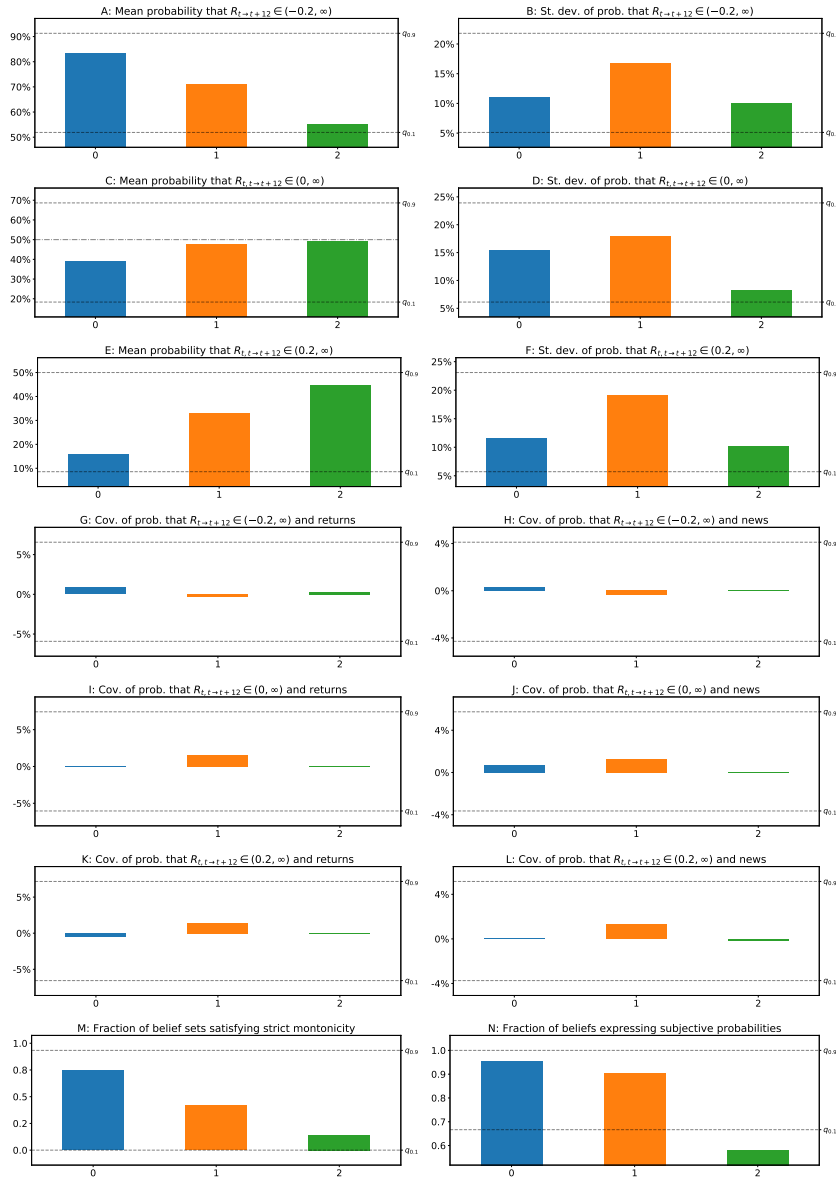 A: Mean probability that R_{t→t+12} ∈ (−0.2, ∞)
90%
80%
70%
60%
50%
q_{0.9}
q_{0.1}
0 1 2
B: St. dev. of prob. that R_{t→t+12} ∈ (−0.2, ∞)
20%
15%
10%
5%
q_{0.
q_{0.
0 1 2
C: Mean probability that R_{t,t→t+12} ∈ (0, ∞)
70%
60%
50%
40%
30%
20%
q_{0.9}
q_{0.1}
0 1 2
D: St. dev. of prob. that R_{t→t+12} ∈ (0, ∞)
25%
20%
15%
10%
5%
q_{0.
q_{0.
0 1 2
E: Mean probability that R_{t,t→t+12} ∈ (0.2, ∞)
50%
40%
30%
20%
10%
q_{0.9}
q_{0.1}
0 1 2
F: St. dev. of prob. that R_{t,t→t+12} ∈ (0.2, ∞)
25%
20%
15%
10%
5%
q_{0.9}
q_{0.1}
0 1 2
G: Cov. of prob. that R_{t→t+12} ∈ (−0.2, ∞) and returns
5%
0%
-5%
q_{0.9}
q_{0.1}
0 1 2
H: Cov. of prob. that R_{t→t+12} ∈ (−0.2, ∞) and news
4%
0%
-4%
q_{0.9}
q_{0.1}
0 1 2
I: Cov. of prob. that R_{t,t→t+12} ∈ (0, ∞) and returns
5%
0%
-5%
q_{0.9}
q_{0.1}
0 1 2
J: Cov. of prob. that R_{t,t→t+12} ∈ (0, ∞) and news
4%
0%
-4%
q_{0.9}
q_{0.1}
0 1 2
K: Cov. of prob. that R_{t,t→t+12} ∈ (0.2, ∞) and returns
5%
0%
-5%
q_{0.9}
q_{0.1}
0 1 2
L: Cov. of prob. that R_{t,t→t+12} ∈ (0.2, ∞) and news
4%
0%
-4%
q_{0.9}
q_{0.1}
0 1 2
M: Fraction of belief sets satisfying strict montonicity
1.0
0.8
0.5
0.2
0.0
q_{0.9}
q_{0.1}
0 1 2
N: Fraction of beliefs expressing subjective probabilities
1.0
0.9
0.8
0.7
0.6
q_{0.9}
q_{0.1}
0 1 2